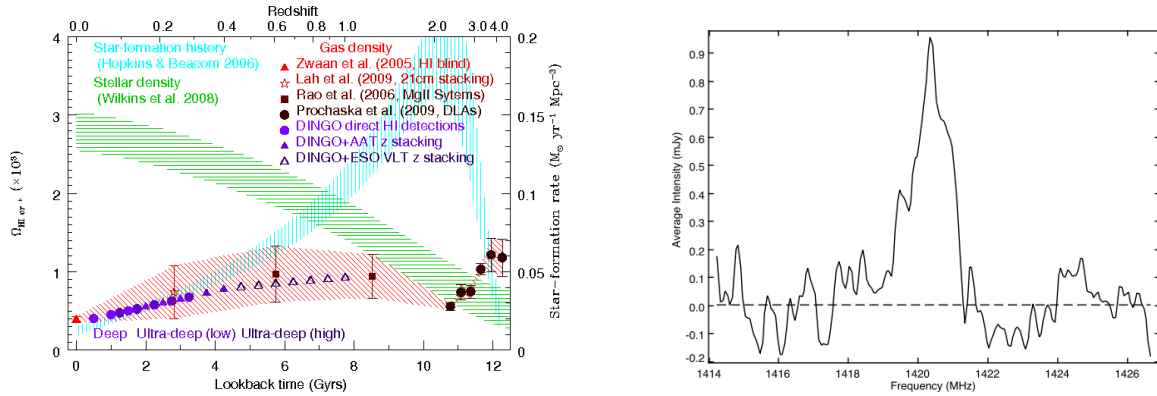 Redshift
0.0 0.2 0.4 0.6 0.8 1.0 2.0 3.0 4.0
Star-formation history
(Hopkins & Beacom 2006)
Stellar density
(Wilkins et al. 2008)
Gas density
Zwaan et al. (2005, HI blind)
Lah et al. (2009, 21cm stacking)
Rao et al. (2006, MgII Sytems)
Prochaska et al. (2009, DLAs)
DINGO direct HI detections
DINGO+AAT z stacking
DINGO+ESO VLT z stacking
4
3
2
1
0
0.2
0.15
0.1
0.05
0
Star-formation rate (M⊙ yr⁻¹ Mpc⁻³)
Deep Ultra-deep (low) Ultra-deep (high)
0 2 4 6 8 10 12
Lookback time (Gyrs)
Average Intensity (mJy)
0.9
0.8
0.7
0.6
0.5
0.4
0.3
0.2
0.1
0.0
-0.1
-0.2
1414 1416 1418 1420 1422 1424 1426
Frequency (MHz)